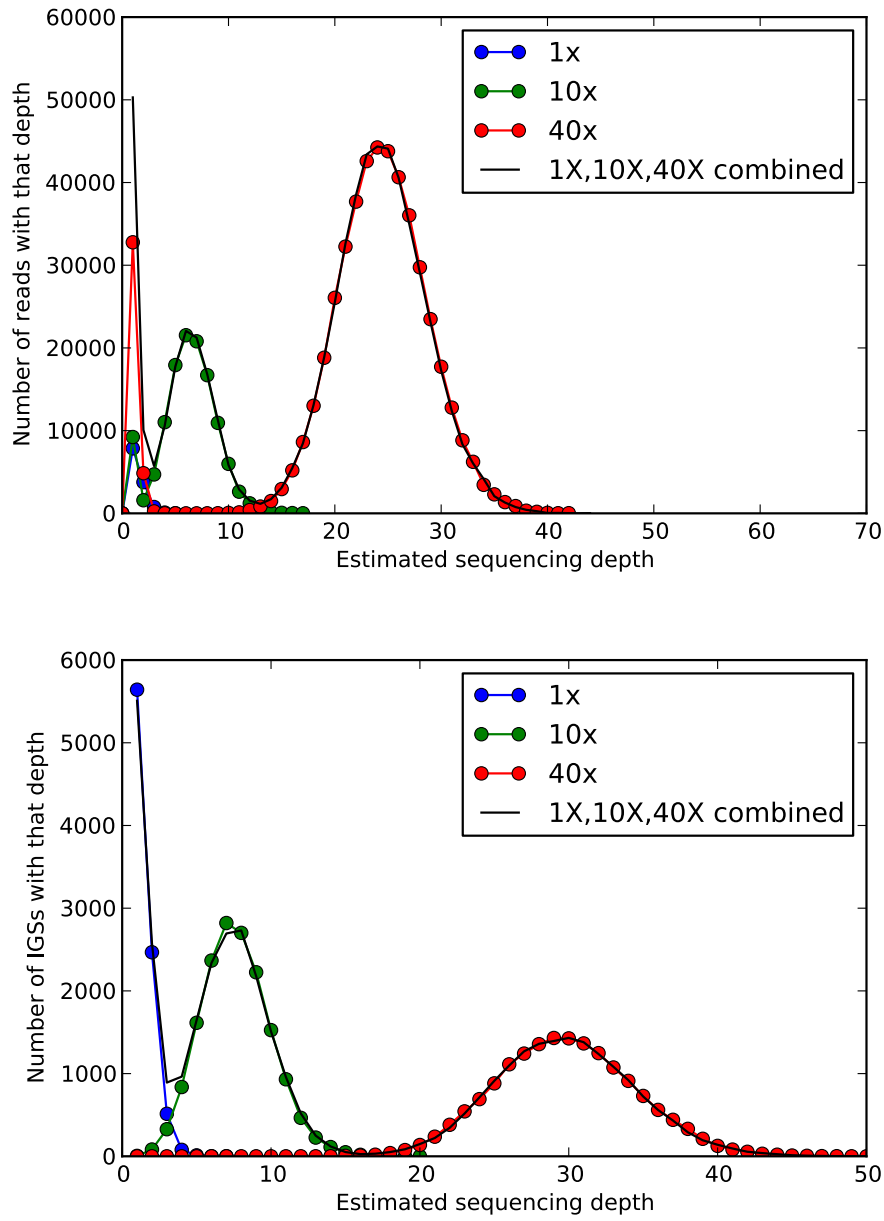 60000
50000
40000
30000
20000
10000
0
Number of reads with that depth
1x
10x
40x
1X,10X,40X combined
0 10 20 30 40 50 60 70
Estimated sequencing depth
6000
5000
4000
3000
2000
1000
0
Number of IGSs with that depth
1x
10x
40x
1X,10X,40X combined
0 10 20 30 40 50
Estimated sequencing depth